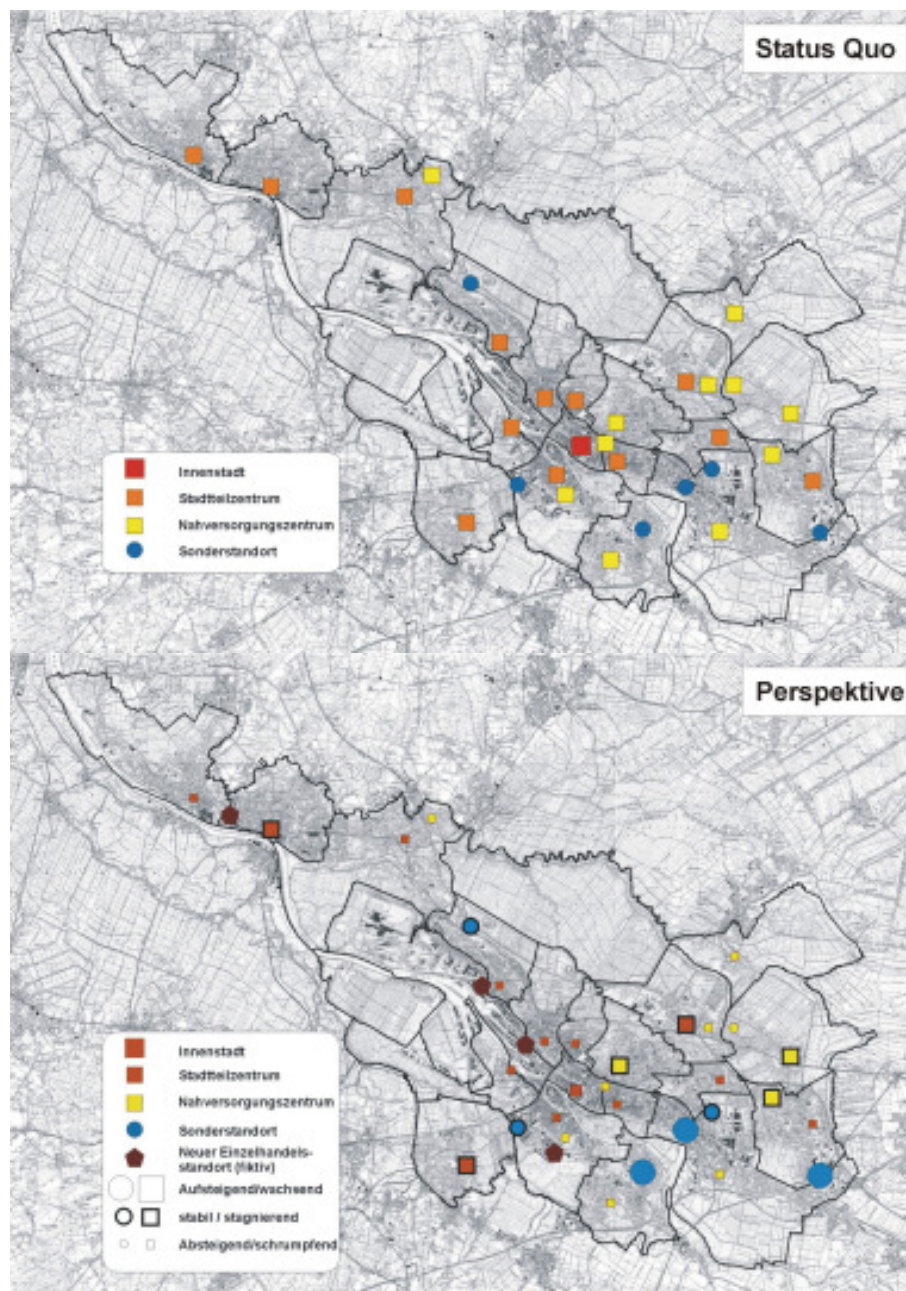 Status Quo
Innenstadt
Stadtteilzentrum
Nahversorgungszentrum
Sonderstandort
Perspektive
Innenstadt
Stadtteilzentrum
Nahversorgungszentrum
Sonderstandort
Neuer Einzelhandels-
standort (fiktiv)
Aufsteigend/wachsend
stabil / stagnierend
Absteigend/schrumpfend